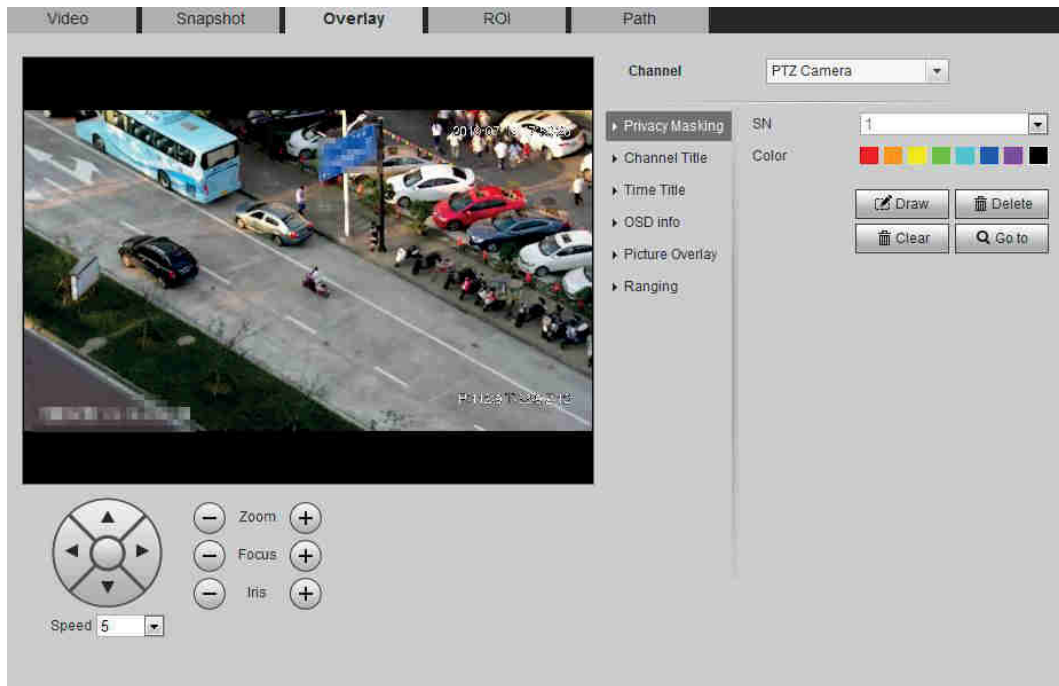 Video Snapshot Overlay ROI Path
Channel PTZ Camera
Privacy Masking
Channel Title
Time Title
OSD info
Picture Overlay
Ranging
SN 1
Color
Draw Delete
Clear Go to
Zoom
Focus
Iris
Speed 5